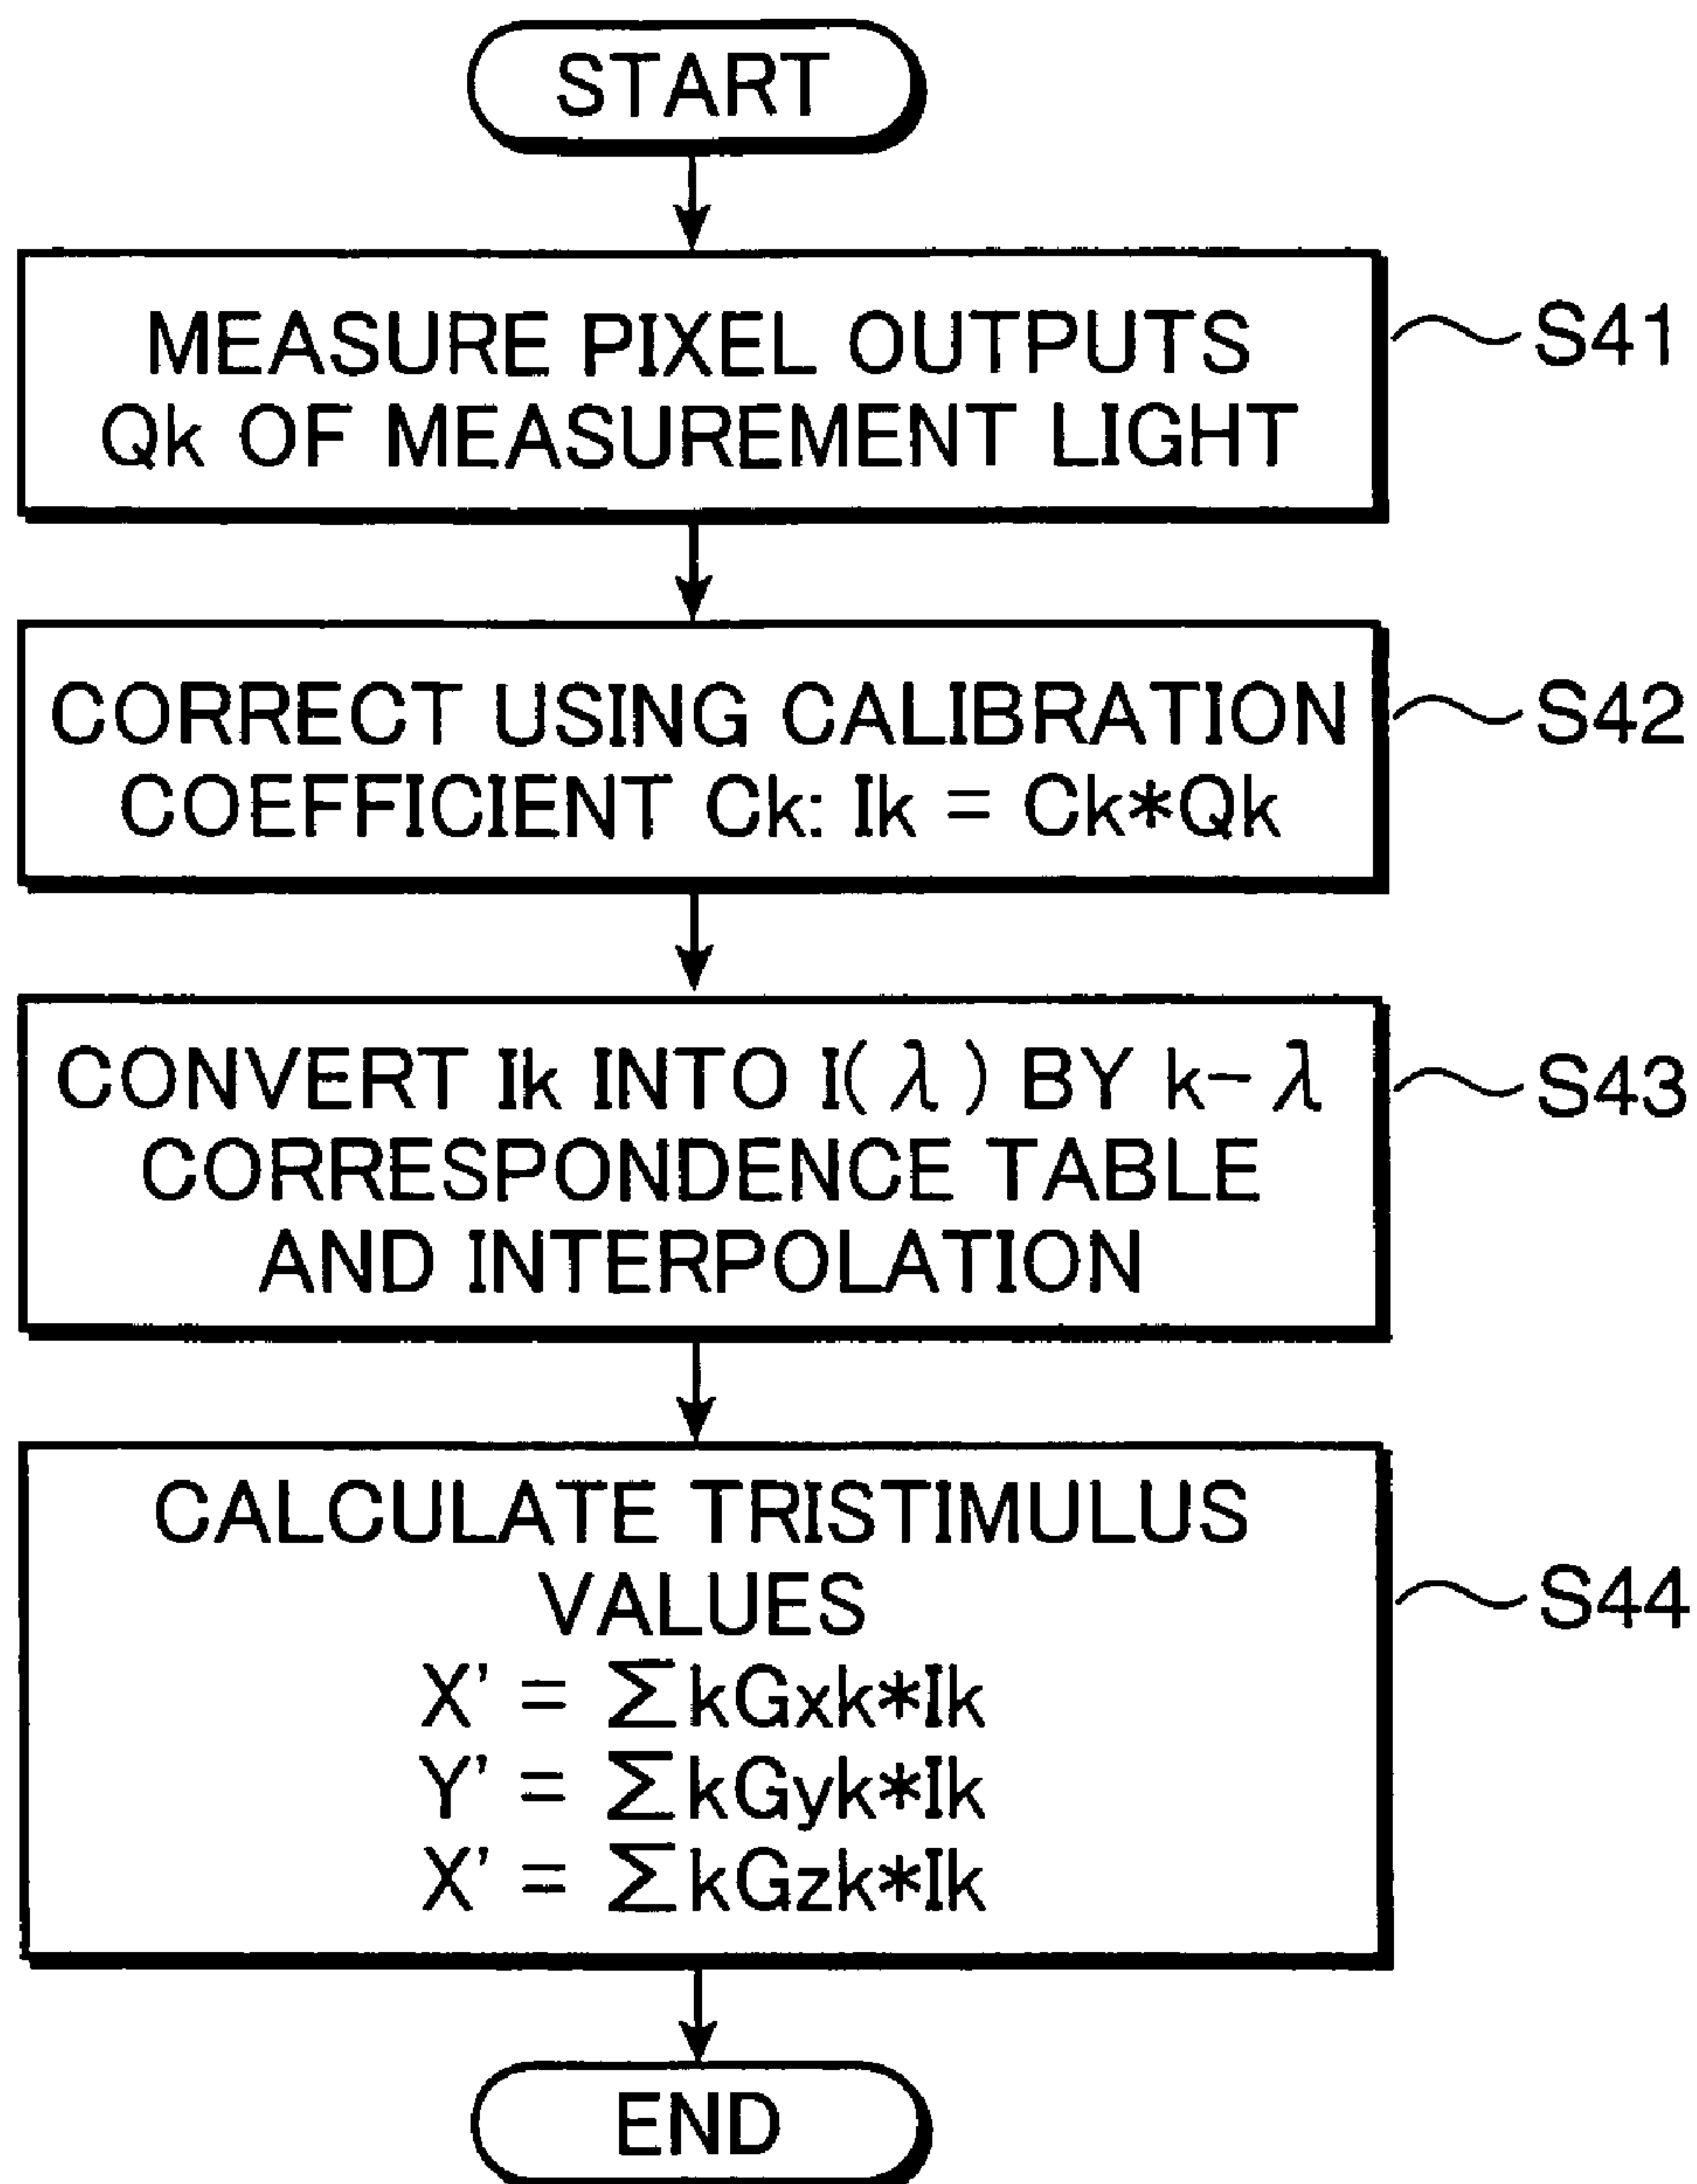 START
MEASURE PIXEL OUTPUTS
Qk OF MEASUREMENT LIGHT
S41
CORRECT USING CALIBRATION
COEFFICIENT Ck: Ik = Ck*Qk
S42
CONVERT Ik INTO I(λ) BY k-λ
CORRESPONDENCE TABLE
AND INTERPOLATION
S43
CALCULATE TRISTIMULUS
VALUES
X' = ΣkGxk*Ik
Y' = ΣkGyk*Ik
X' = ΣkGzk*Ik
S44
END